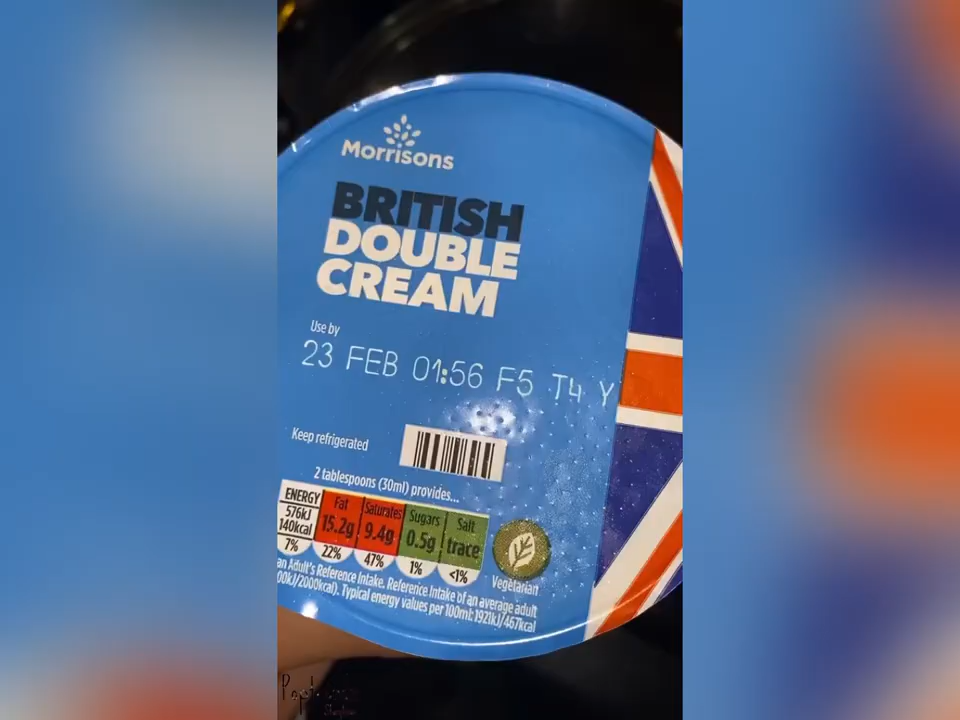 Morrisons
BRITISH
DOUBLE
CREAM
Use by
23 FEB 01:56 F5 T4 Y
Keep refrigerated
2 tablespoons (30ml) provides...
ENERGY Fat Saturates Sugars Salt
576kJ
140kcal 15.2g 9.4g 0.5g trace
7% 22% 47% 1% <1%
Vegetarian
an Adult's Reference Intake. Reference Intake of an average adult
00kJ/2000kcal). Typical energy values per 100ml: 1921kJ/467kcal